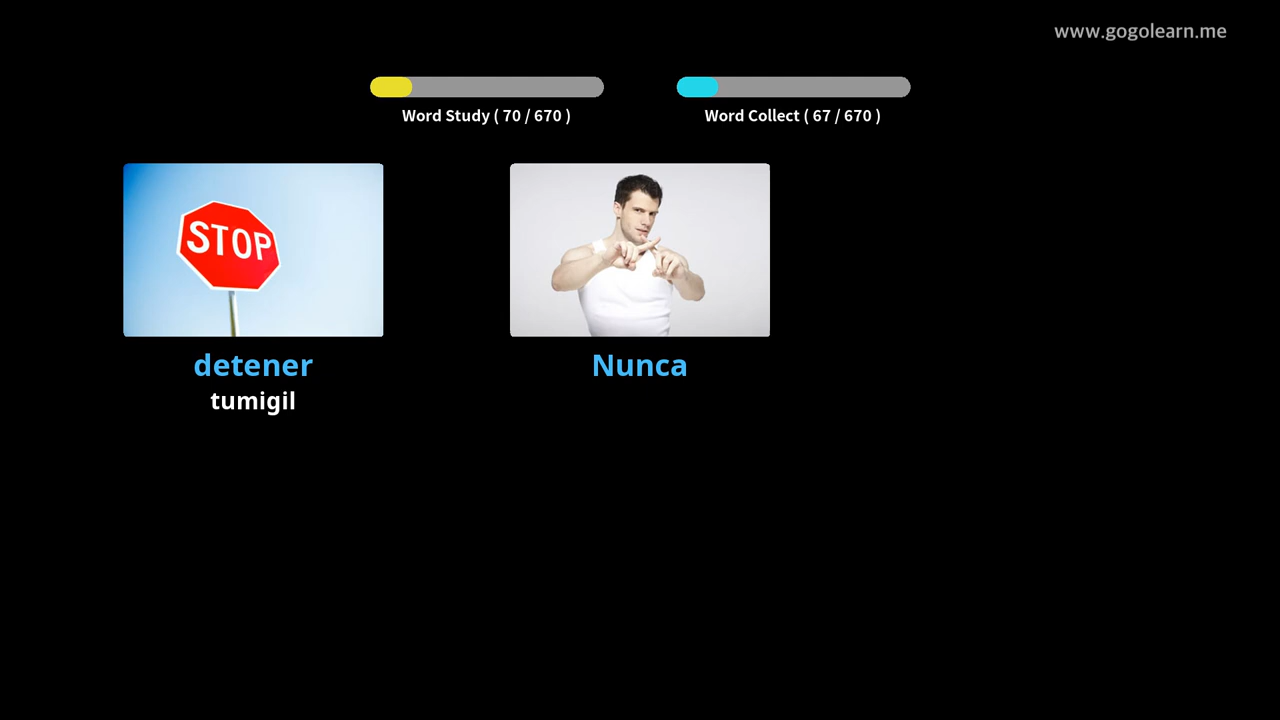 www.gogolearn.me
Word Study ( 70 / 670 )
Word Collect ( 67 / 670 )
STOP
detener
tumigil
Nunca